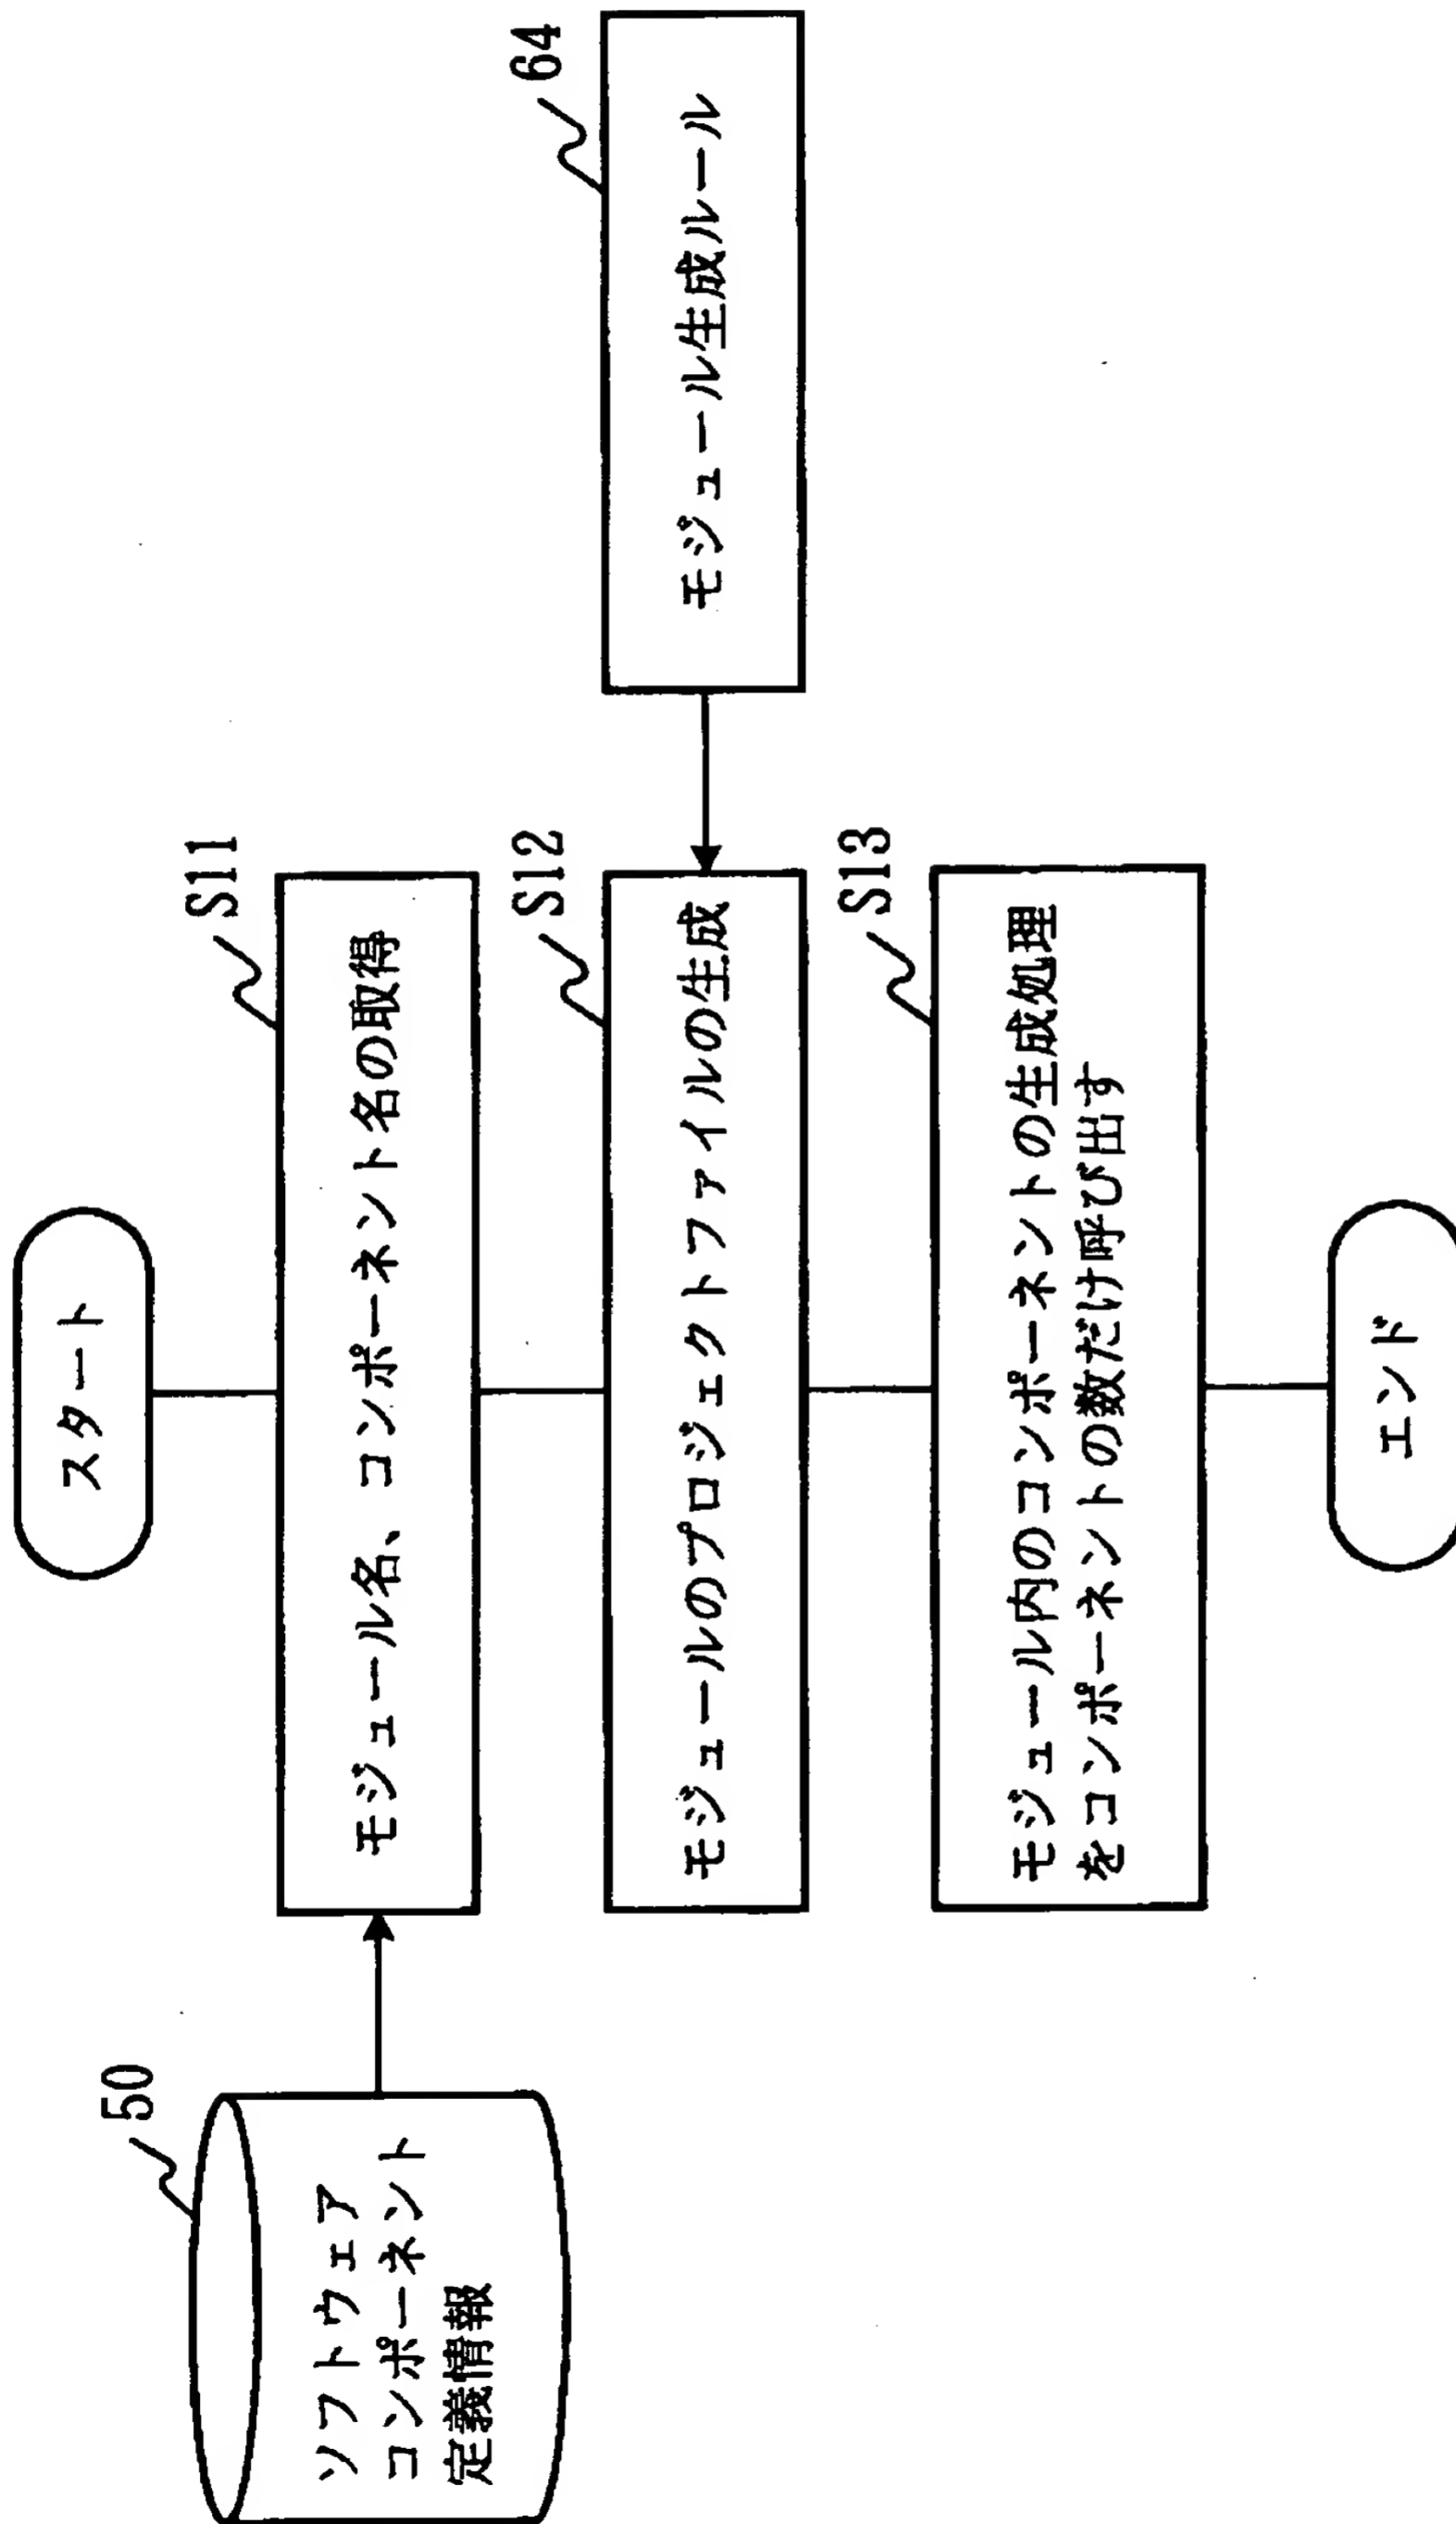 スタート
50
ソフトウェア
コンポーネント
定義情報
S11
モジュール名、コンポーネント名の取得
S12
モジュールのプロジェクトファイルの生成
64
モジュール生成ルール
S13
モジュール内のコンポーネントの生成処理
をコンポーネントの数だけ呼び出す
エンド